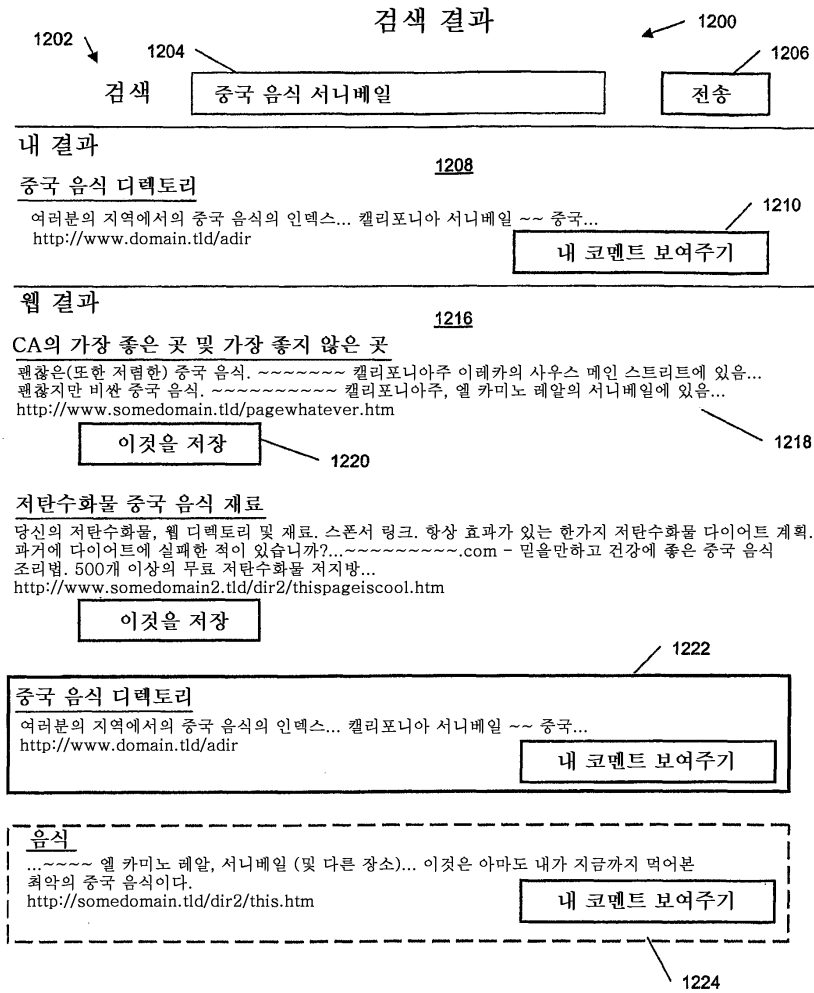 검색 결과
1200
1202
1204
1206
검색
중국 음식 서니베일
전송
내 결과
1208
중국 음식 디렉토리
여러분의 지역에서의 중국 음식의 인덱스... 캘리포니아 서니베일 ~~ 중국...
http://www.domain.tld/adir
1210
내 코멘트 보여주기
웹 결과
1216
CA의 가장 좋은 곳 및 가장 좋지 않은 곳
괜찮은(또한 저렴한) 중국 음식. ~~~~~~~ 캘리포니아주 이레카의 사우스 메인 스트리트에 있음...
괜찮지만 비싼 중국 음식. ~~~~~~~~~~ 캘리포니아주, 엘 카미노 레알의 서니베일에 있음...
http://www.somedomain.tld/pagewhatever.htm
1218
이것을 저장
1220
저탄수화물 중국 음식 재료
당신의 저탄수화물, 웹 디렉토리 및 재료. 스폰서 링크. 항상 효과가 있는 한가지 저탄수화물 다이어트 계획.
과거에 다이어트에 실패한 적이 있습니까?...~~~~~~~~~.com - 믿을만하고 건강에 좋은 중국 음식
조리법. 500개 이상의 무료 저탄수화물 저지방...
http://www.somedomain2.tld/dir2/thispageiscool.htm
이것을 저장
1222
중국 음식 디렉토리
여러분의 지역에서의 중국 음식의 인덱스... 캘리포니아 서니베일 ~~ 중국...
http://www.domain.tld/adir
내 코멘트 보여주기
음식
...~~~~ 엘 카미노 레알, 서니베일 (및 다른 장소)... 이것은 아마도 내가 지금까지 먹어본
최악의 중국 음식이다.
http://somedomain.tld/dir2/this.htm
내 코멘트 보여주기
1224